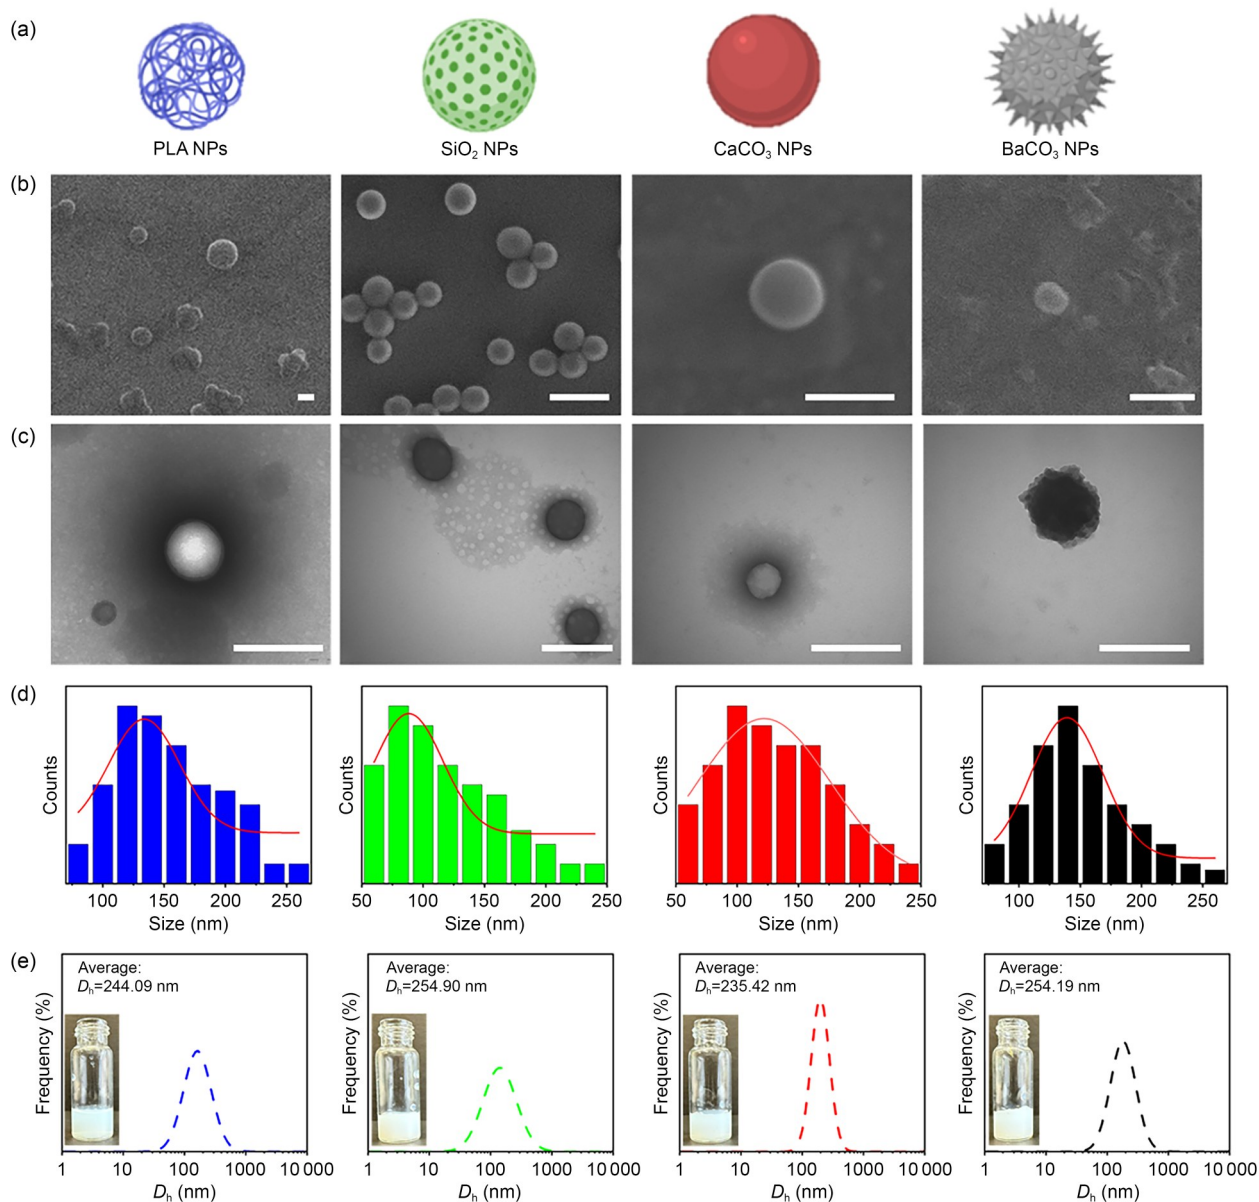 (a)
PLA NPs SiO₂ NPs CaCO₃ NPs BaCO₃ NPs
(b)
(c)
(d)
Counts Counts Counts Counts
100 150 200 250 50 100 150 200 250 50 100 150 200 250 100 150 200 250
Size (nm) Size (nm) Size (nm) Size (nm)
(e)
Average: Average: Average: Average:
Dₕ=244.09 nm Dₕ=254.90 nm Dₕ=235.42 nm Dₕ=254.19 nm
Frequency (%) Frequency (%) Frequency (%) Frequency (%)
1 10 100 1000 10 000 1 10 100 1000 10 000 1 10 100 1000 10 000 1 10 100 1000 10 000
Dₕ (nm) Dₕ (nm) Dₕ (nm) Dₕ (nm)